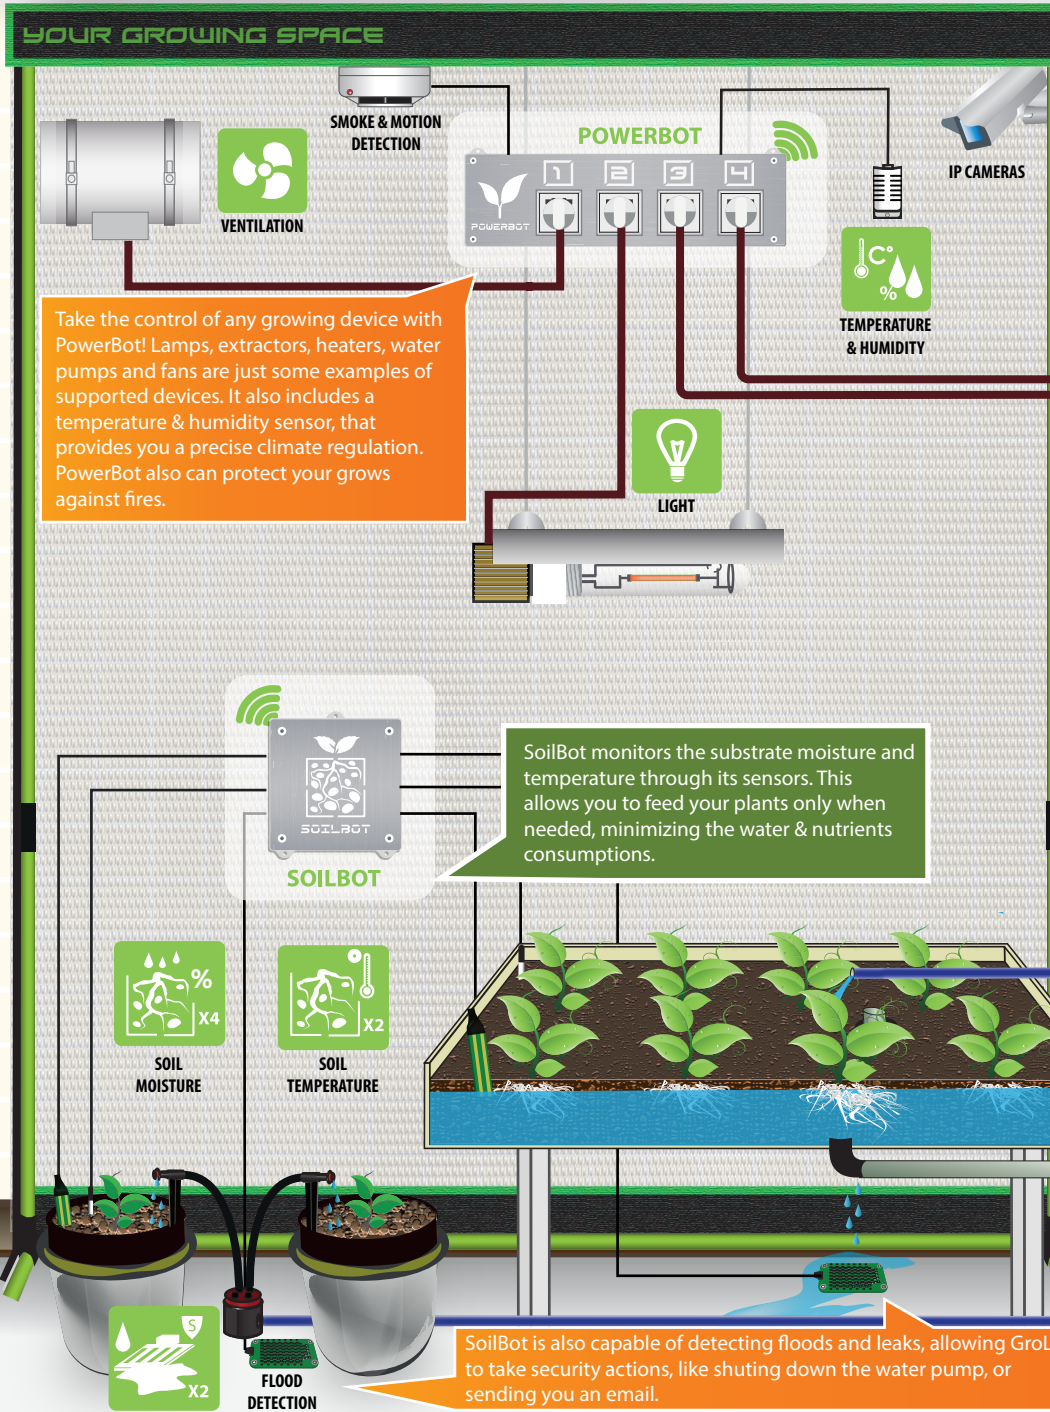 YOUR GROWING SPACE
SMOKE & MOTION
DETECTION
POWERBOT
IP CAMERAS
1 2 3 4
POWERBOT
VENTILATION
C°
%
TEMPERATURE
& HUMIDITY
Take the control of any growing device with
PowerBot! Lamps, extractors, heaters, water
pumps and fans are just some examples of
supported devices. It also includes a
temperature & humidity sensor, that
provides you a precise climate regulation.
PowerBot also can protect your grows
against fires.
LIGHT
SOILBOT
SOILBOT
SoilBot monitors the substrate moisture and
temperature through its sensors. This
allows you to feed your plants only when
needed, minimizing the water & nutrients
consumptions.
%
X4
SOIL
MOISTURE
X2
SOIL
TEMPERATURE
S
X2
FLOOD
DETECTION
SoilBot is also capable of detecting floods and leaks, allowing GroL
to take security actions, like shuting down the water pump, or
sending you an email.